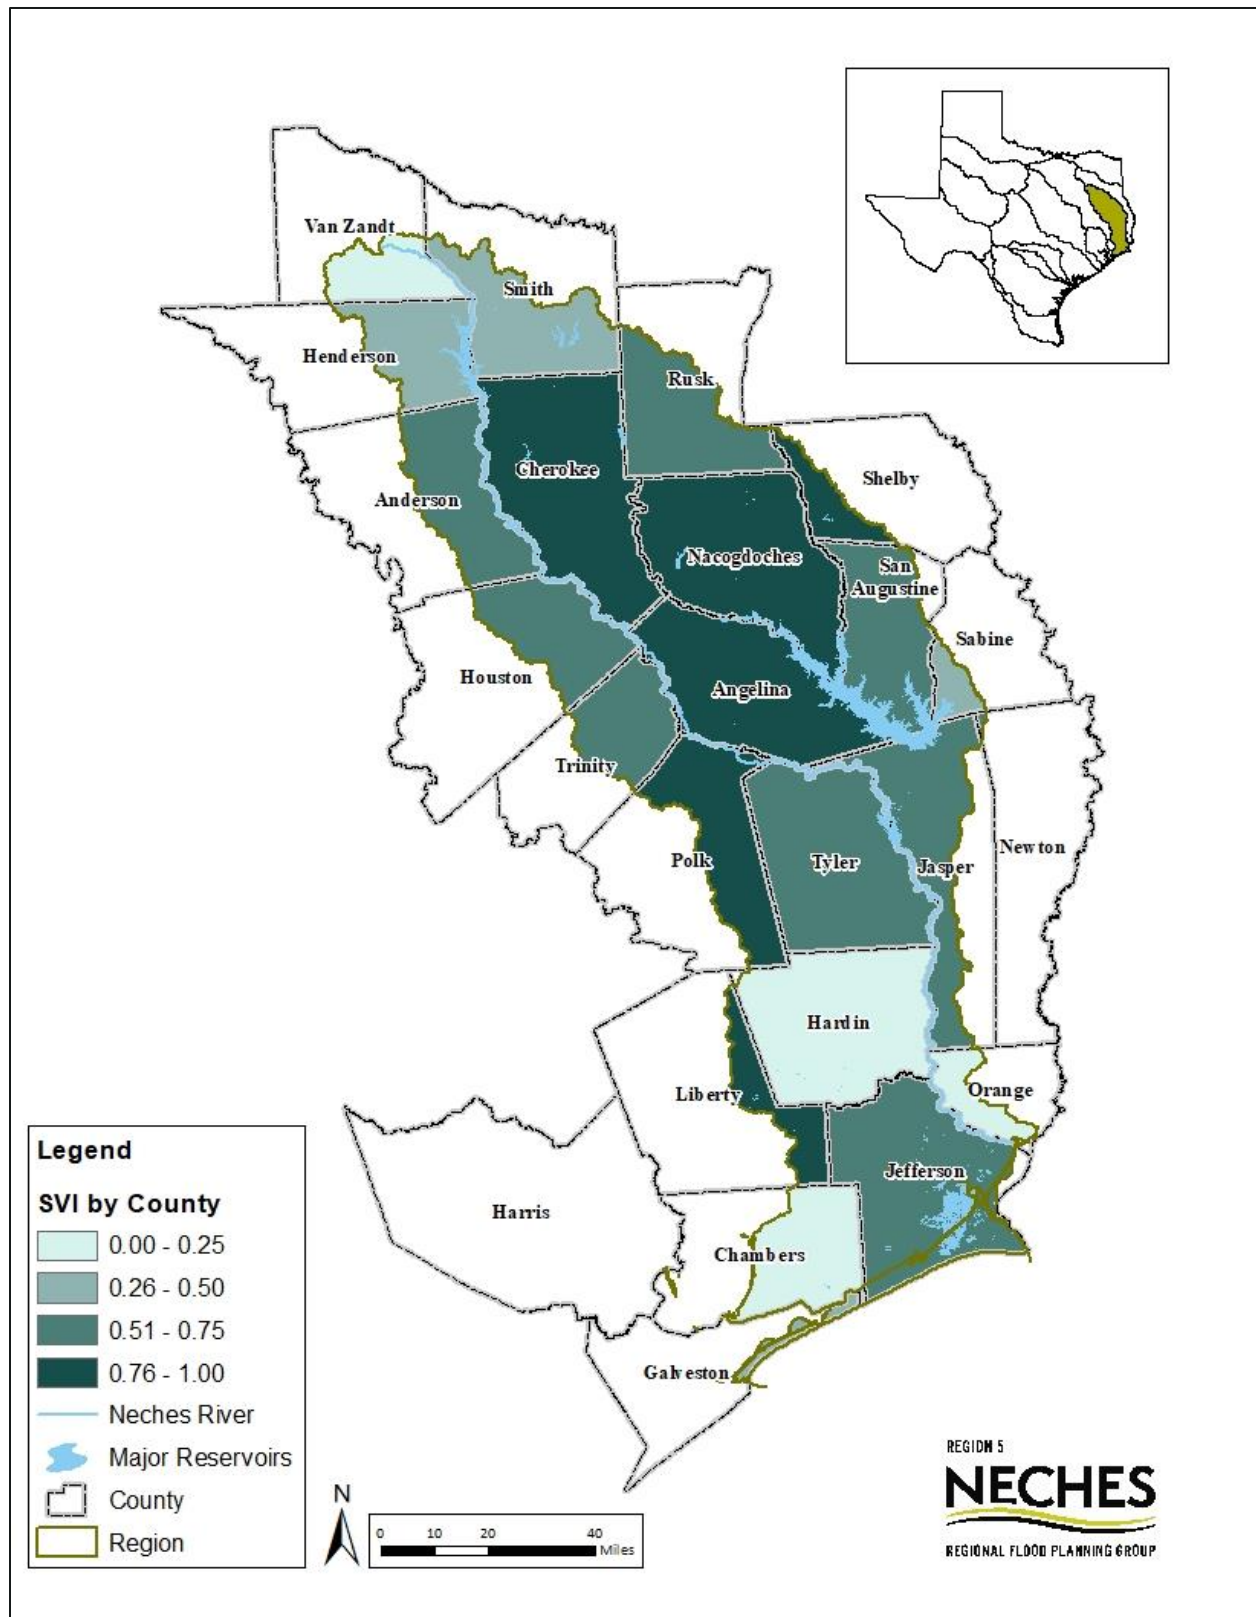 Van Zandt
Smith
Henderson
Rusk
Cherokee
Shelby
Anderson
Nacogdoches
San
Augustine
Sabine
Houston
Angelina
Trinity
Polk
Tyler
Jasper
Newton
Hardin
Liberty
Orange
Harris
Jefferson
Chambers
Galveston
Legend
SVI by County
0.00 - 0.25
0.26 - 0.50
0.51 - 0.75
0.76 - 1.00
Neches River
Major Reservoirs
County
Region
N
0 10 20 40
Miles
REGION 5
NECHES
REGIONAL FLOOD PLANNING GROUP